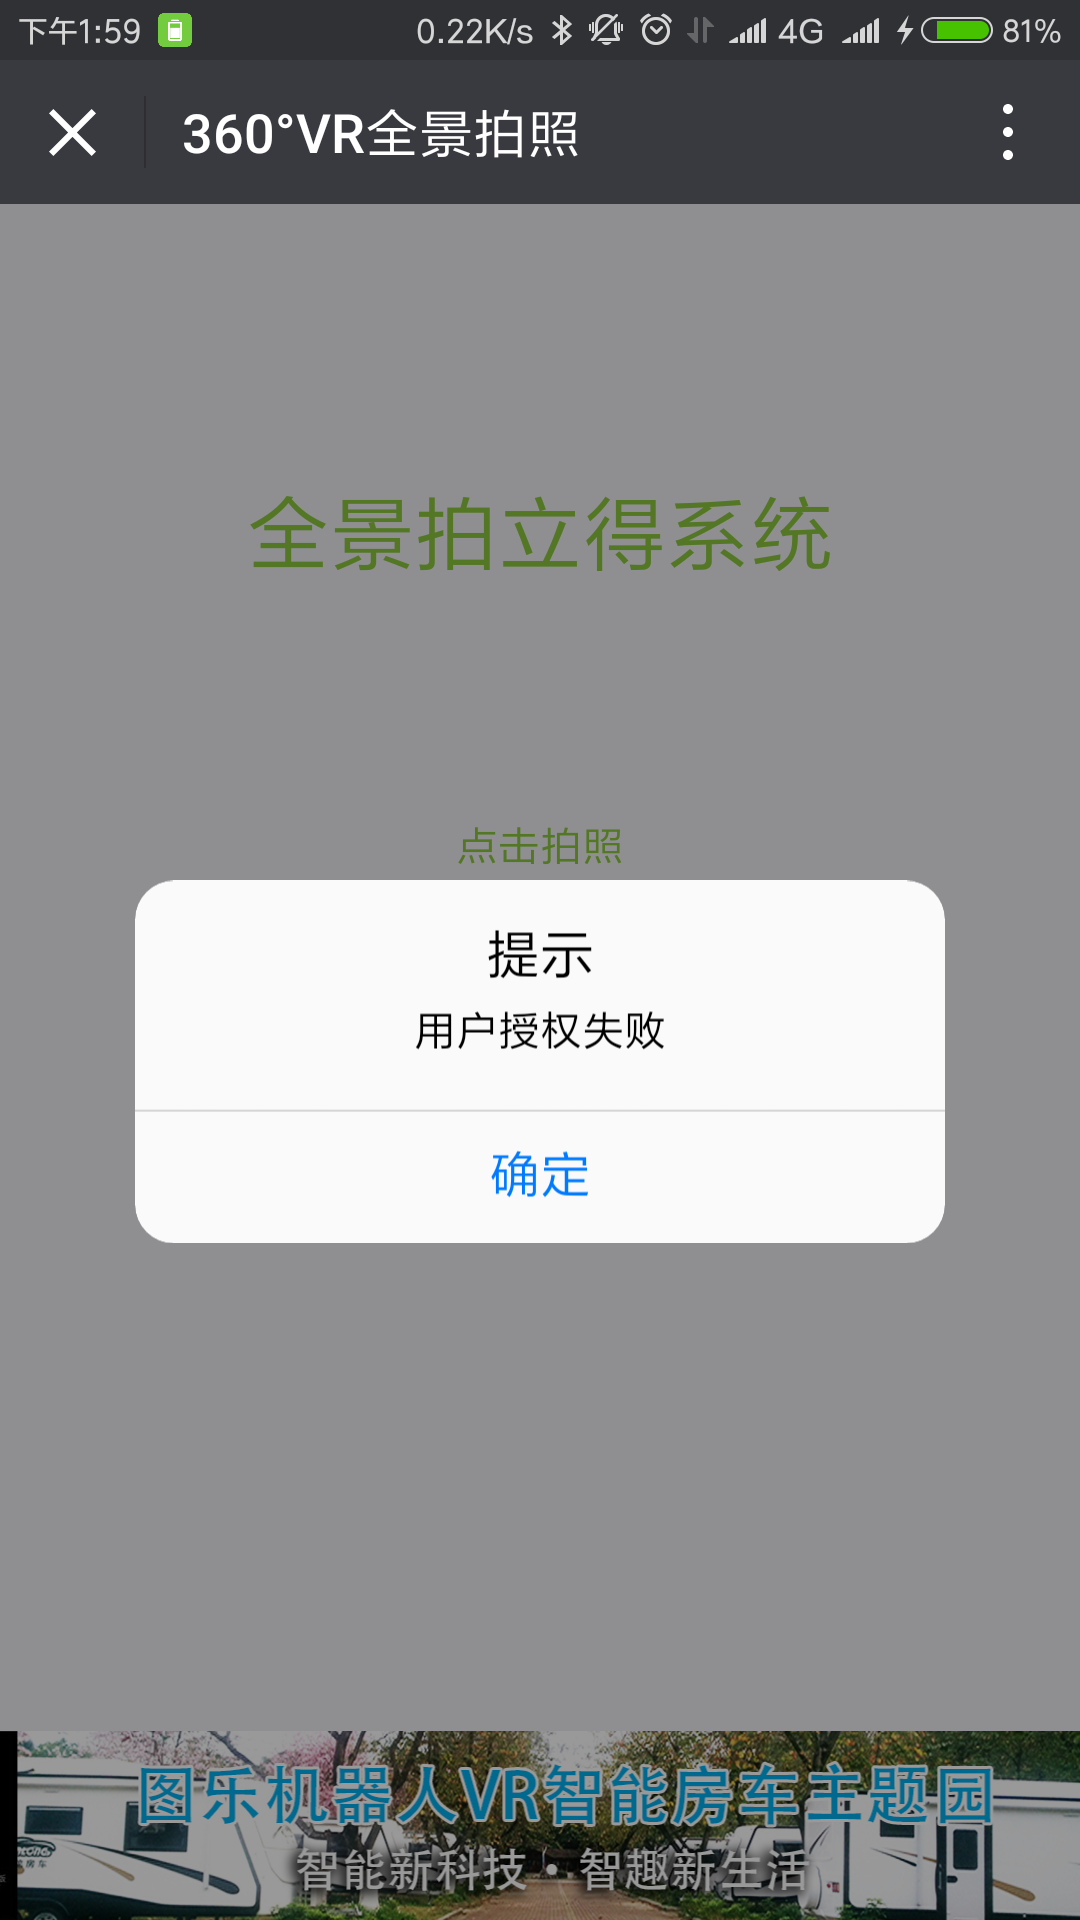 下午1:59 0.22K/s 4G 81%
360°VR全景拍照
全景拍立得系统
点击拍照
提示
用户授权失败
确定
图乐机器人VR智能房车主题园
智能新科技·智趣新生活
房车